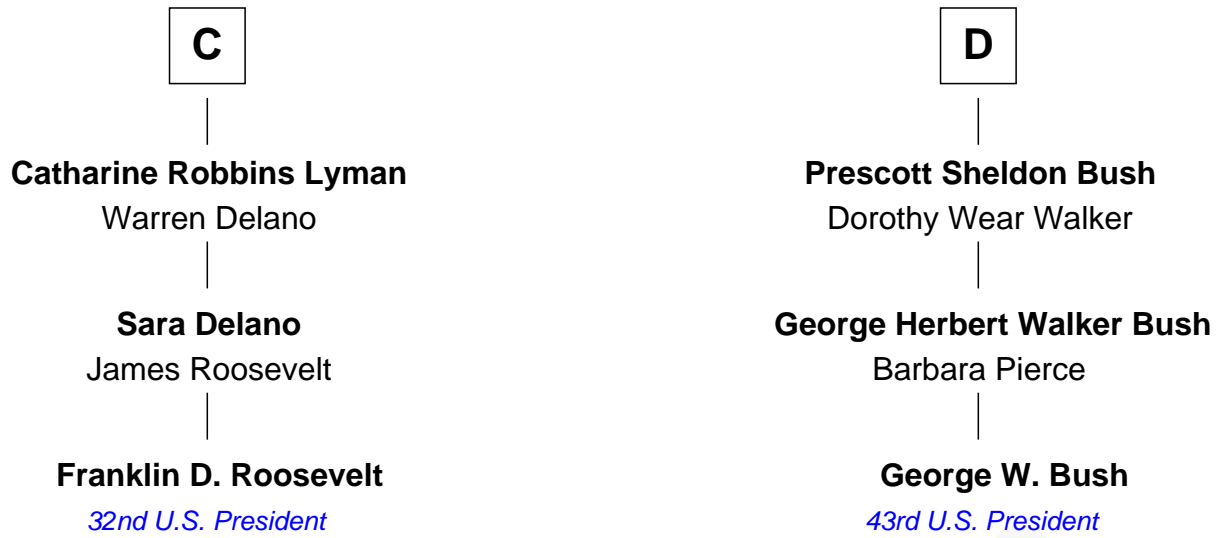 C
Catharine Robbins Lyman
Warren Delano
Sara Delano
James Roosevelt
Franklin D. Roosevelt
32nd U.S. President
D
Prescott Sheldon Bush
Dorothy Wear Walker
George Herbert Walker Bush
Barbara Pierce
George W. Bush
43rd U.S. President